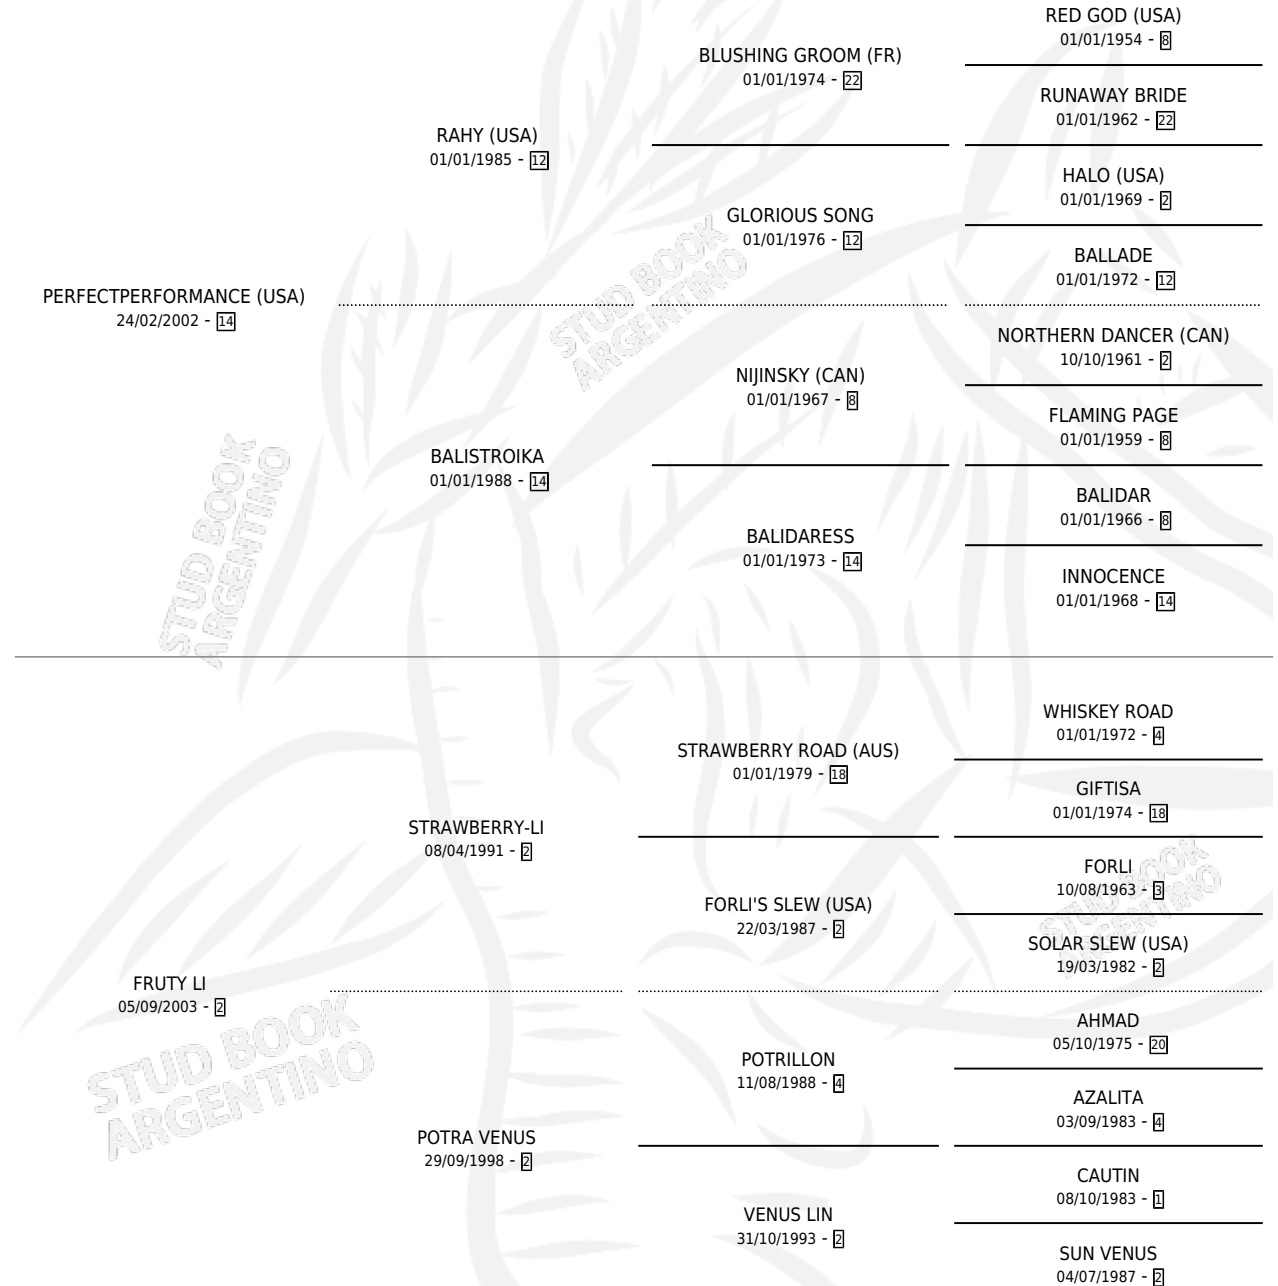 RED GOD (USA)
01/01/1954 - 8
BLUSHING GROOM (FR)
01/01/1974 - 22
RUNAWAY BRIDE
01/01/1962 - 22
RAHY (USA)
01/01/1985 - 12
HALO (USA)
01/01/1969 - 2
GLORIOUS SONG
01/01/1976 - 12
BALLADE
01/01/1972 - 12
PERFECTPERFORMANCE (USA)
24/02/2002 - 14
NORTHERN DANCER (CAN)
10/10/1961 - 2
NIJINSKY (CAN)
01/01/1967 - 8
FLAMING PAGE
01/01/1959 - 8
BALISTROIKA
01/01/1988 - 14
BALIDAR
01/01/1966 - 8
BALIDARESS
01/01/1973 - 14
INNOCENCE
01/01/1968 - 14
WHISKEY ROAD
01/01/1972 - 4
STRAWBERRY ROAD (AUS)
01/01/1979 - 18
GIFTISA
01/01/1974 - 18
STRAWBERRY-LI
08/04/1991 - 2
FORLI
10/08/1963 - 3
FORLI'S SLEW (USA)
22/03/1987 - 2
SOLAR SLEW (USA)
19/03/1982 - 2
FRUTY LI
05/09/2003 - 2
AHMAD
05/10/1975 - 20
POTRILLON
11/08/1988 - 4
AZALITA
03/09/1983 - 4
POTRA VENUS
29/09/1998 - 2
CAUTIN
08/10/1983 - 1
VENUS LIN
31/10/1993 - 2
SUN VENUS
04/07/1987 - 2
STUD BOOK
ARGENTINO
STUD BOOK
ARGENTINO
STUD BOOK
ARGENTINO
STUD BOOK
ARGENTINO